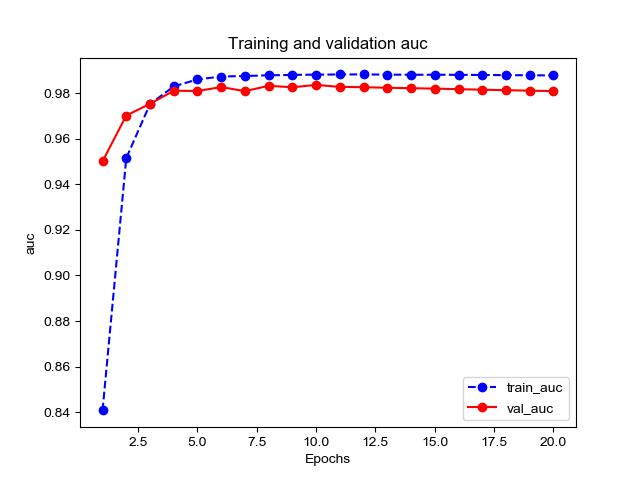 Training and validation auc
auc
0.98
0.96
0.94
0.92
0.90
0.88
0.86
0.84
train_auc
val_auc
2.5 5.0 7.5 10.0 12.5 15.0 17.5 20.0
Epochs